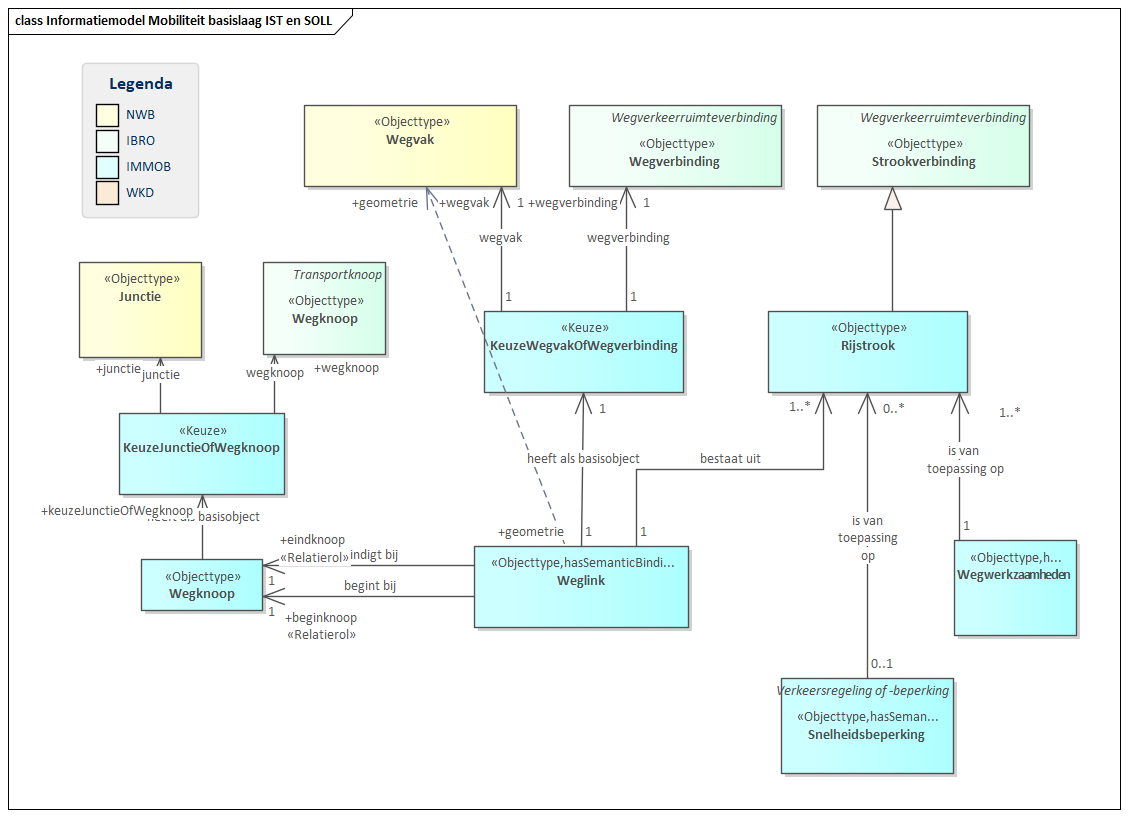 class Informatiemodel Mobiliteit basislaag IST en SOLL
Legenda
NWB
IBRO
IMMOB
WKD
«Objecttype»
Wegvak
Wegverkeerruimteverbinding
«Objecttype»
Wegverbinding
Wegverkeerruimteverbinding
«Objecttype»
Strookverbinding
+geometrie
+wegvak
1
+wegverbinding
1
wegvak
wegverbinding
1
1
«Objecttype»
Junctie
Transportknoop
«Objecttype»
Wegknoop
+junctie
junctie
wegknoop
+wegknoop
«Keuze»
KeuzeWegvakOfWegverbinding
«Objecttype»
Rijstrook
1
1..*
0..*
1..*
«Keuze»
KeuzeJunctieOfWegknoop
heeft als basisobject
bestaat uit
is van
toepassing op
+keuzeJunctieOfWegknoop
heeft als basisobject
+geometrie
1
1
is van
toepassing
op
1
+eindknoop
«Relatierol»
indigt bij
1
begint bij
1
+beginknoop
«Relatierol»
«Objecttype»
Wegknoop
«Objecttype,hasSemanticBindi...
Weglink
«Objecttype,h...
Wegwerkzaamheden
0..1
Verkeersregeling of -beperking
«Objecttype,hasSeman...
Snelheidsbeperking